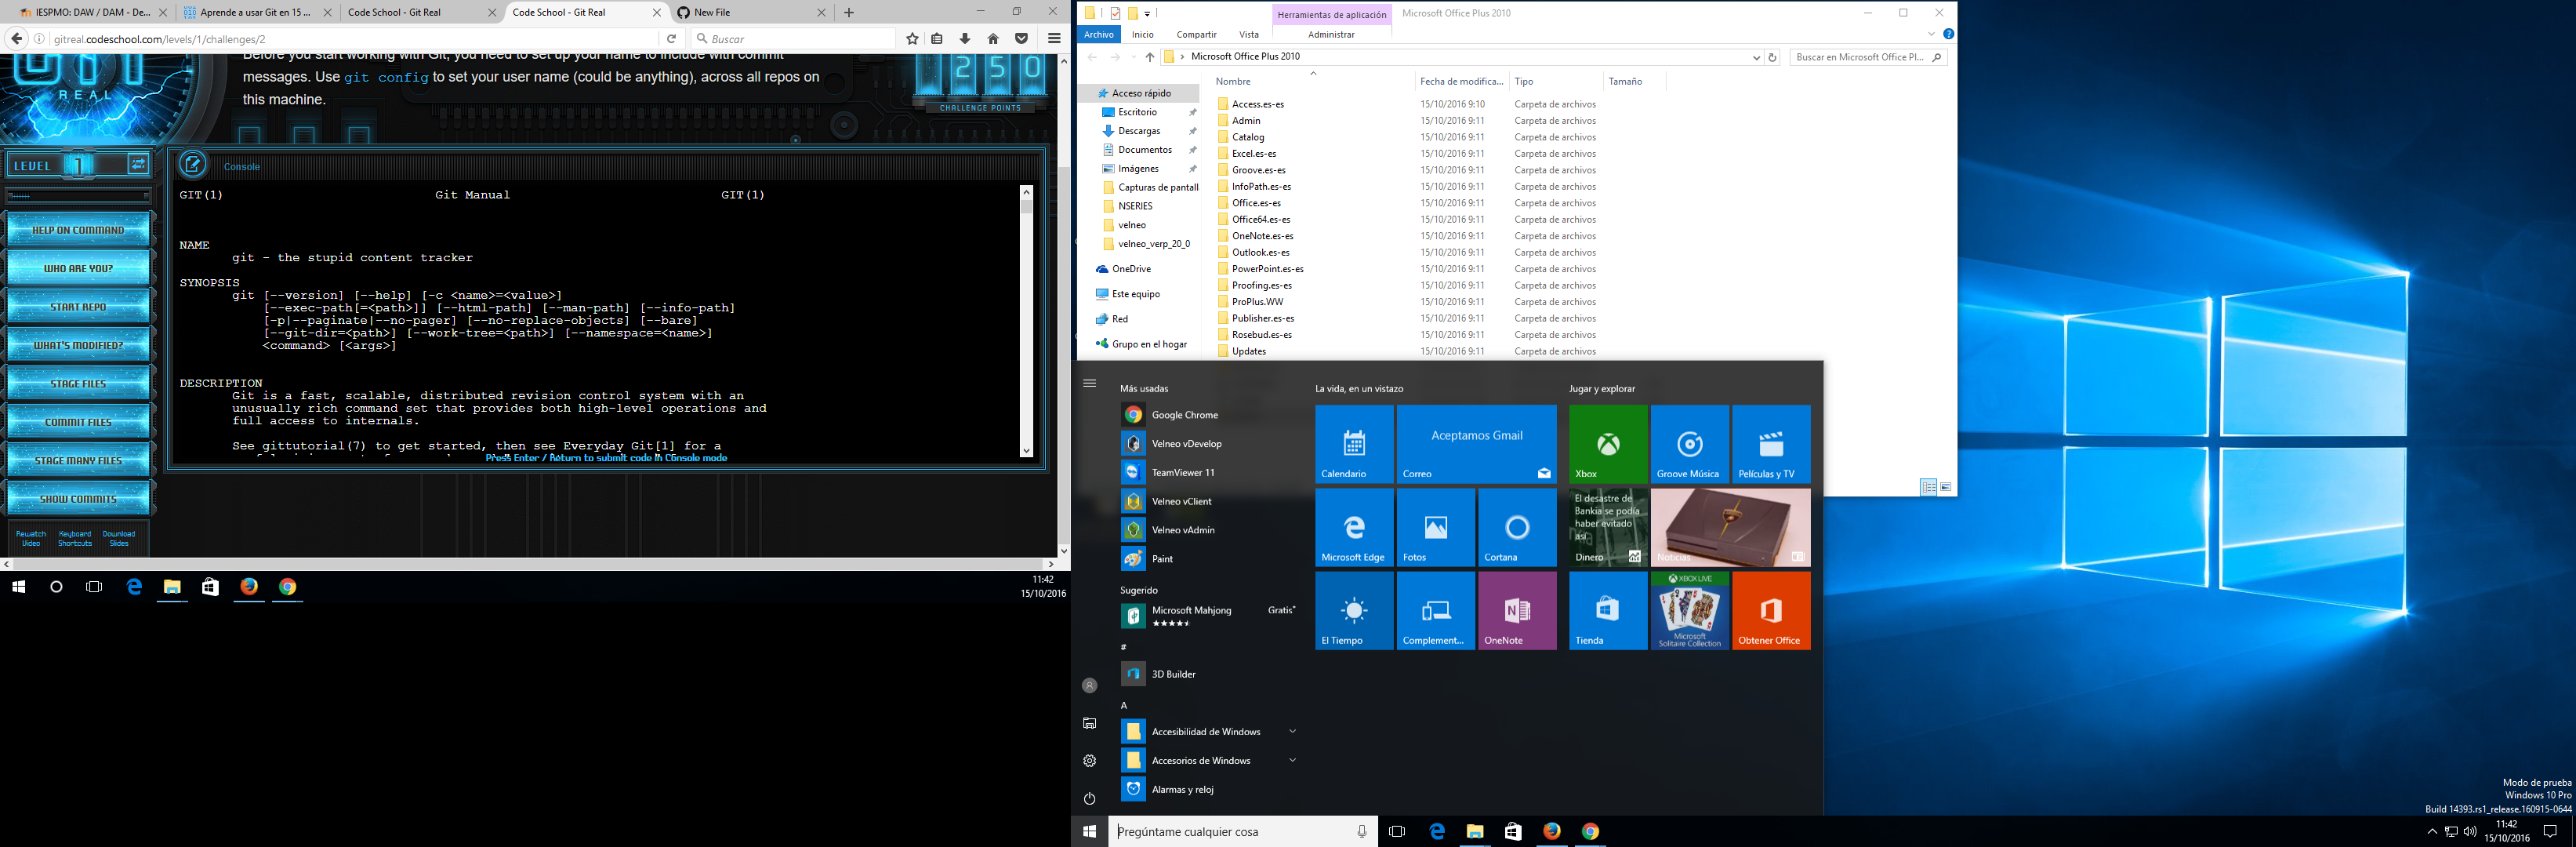 IESPMO: DAW / DAM - De...
Aprende a usar Git en 15 ...
Code School - Git Real
Code School - Git Real
New File
gitreal.codeschool.com/levels/1/challenges/2
Buscar
Before you start working with Git, you need to set up your name to include with commit
messages. Use git config to set your user name (could be anything), across all repos on
this machine.
REAL
250
CHALLENGE POINTS
LEVEL 1
Console
HELP ON COMMAND
WHO ARE YOU?
START REPO
WHAT'S MODIFIED?
STAGE FILES
COMMIT FILES
STAGE MANY FILES
SHOW COMMITS
Rewatch Video
Keyboard Shortcuts
Download Slides
GIT(1) Git Manual GIT(1)
NAME
git - the stupid content tracker
SYNOPSIS
git [--version] [--help] [-c <name>=<value>]
[--exec-path[=<path>]] [--html-path] [--man-path] [--info-path]
[-p|--paginate|--no-pager] [--no-replace-objects] [--bare]
[--git-dir=<path>] [--work-tree=<path>] [--namespace=<name>]
<command> [<args>]
DESCRIPTION
Git is a fast, scalable, distributed revision control system with an
unusually rich command set that provides both high-level operations and
full access to internals.
See gittutorial(7) to get started, then see Everyday Git[1] for a
Press Enter / Return to submit code in Console mode
11:42
15/10/2016
Herramientas de aplicación
Microsoft Office Plus 2010
Archivo
Inicio
Compartir
Vista
Administrar
Microsoft Office Plus 2010
Buscar en Microsoft Office Pl...
Nombre
Fecha de modifica...
Tipo
Tamaño
Acceso rápido
Escritorio
Descargas
Documentos
Imágenes
Capturas de pantall
NSERIES
velneo
velneo_verp_20_0
OneDrive
Este equipo
Red
Grupo en el hogar
Access.es-es 15/10/2016 9:10 Carpeta de archivos
Admin 15/10/2016 9:11 Carpeta de archivos
Catalog 15/10/2016 9:11 Carpeta de archivos
Excel.es-es 15/10/2016 9:11 Carpeta de archivos
Groove.es-es 15/10/2016 9:11 Carpeta de archivos
InfoPath.es-es 15/10/2016 9:11 Carpeta de archivos
Office.es-es 15/10/2016 9:11 Carpeta de archivos
Office64.es-es 15/10/2016 9:11 Carpeta de archivos
OneNote.es-es 15/10/2016 9:11 Carpeta de archivos
Outlook.es-es 15/10/2016 9:11 Carpeta de archivos
PowerPoint.es-es 15/10/2016 9:11 Carpeta de archivos
Proofing.es-es 15/10/2016 9:11 Carpeta de archivos
ProPlus.WW 15/10/2016 9:11 Carpeta de archivos
Publisher.es-es 15/10/2016 9:11 Carpeta de archivos
Rosebud.es-es 15/10/2016 9:11 Carpeta de archivos
Updates 15/10/2016 9:11 Carpeta de archivos
Más usadas
Google Chrome
Velneo vDevelop
TeamViewer 11
Velneo vClient
Velneo vAdmin
Paint
Sugerido
Microsoft Mahjong Gratis*
#
3D Builder
A
Accesibilidad de Windows
Accesorios de Windows
Alarmas y reloj
La vida, en un vistazo
Calendario
Aceptamos Gmail
Correo
Microsoft Edge
Fotos
Cortana
El Tiempo
Complement...
OneNote
Jugar y explorar
Xbox
Groove Música
Películas y TV
El desastre de
Bankia se podía
haber evitado
así
Dinero
Noticias
Tienda
XBOX LIVE
Microsoft
Solitaire Collection
Obtener Office
Pregúntame cualquier cosa
Modo de prueba
Windows 10 Pro
Build 14393.rs1_release.160915-0644
11:42
15/10/2016